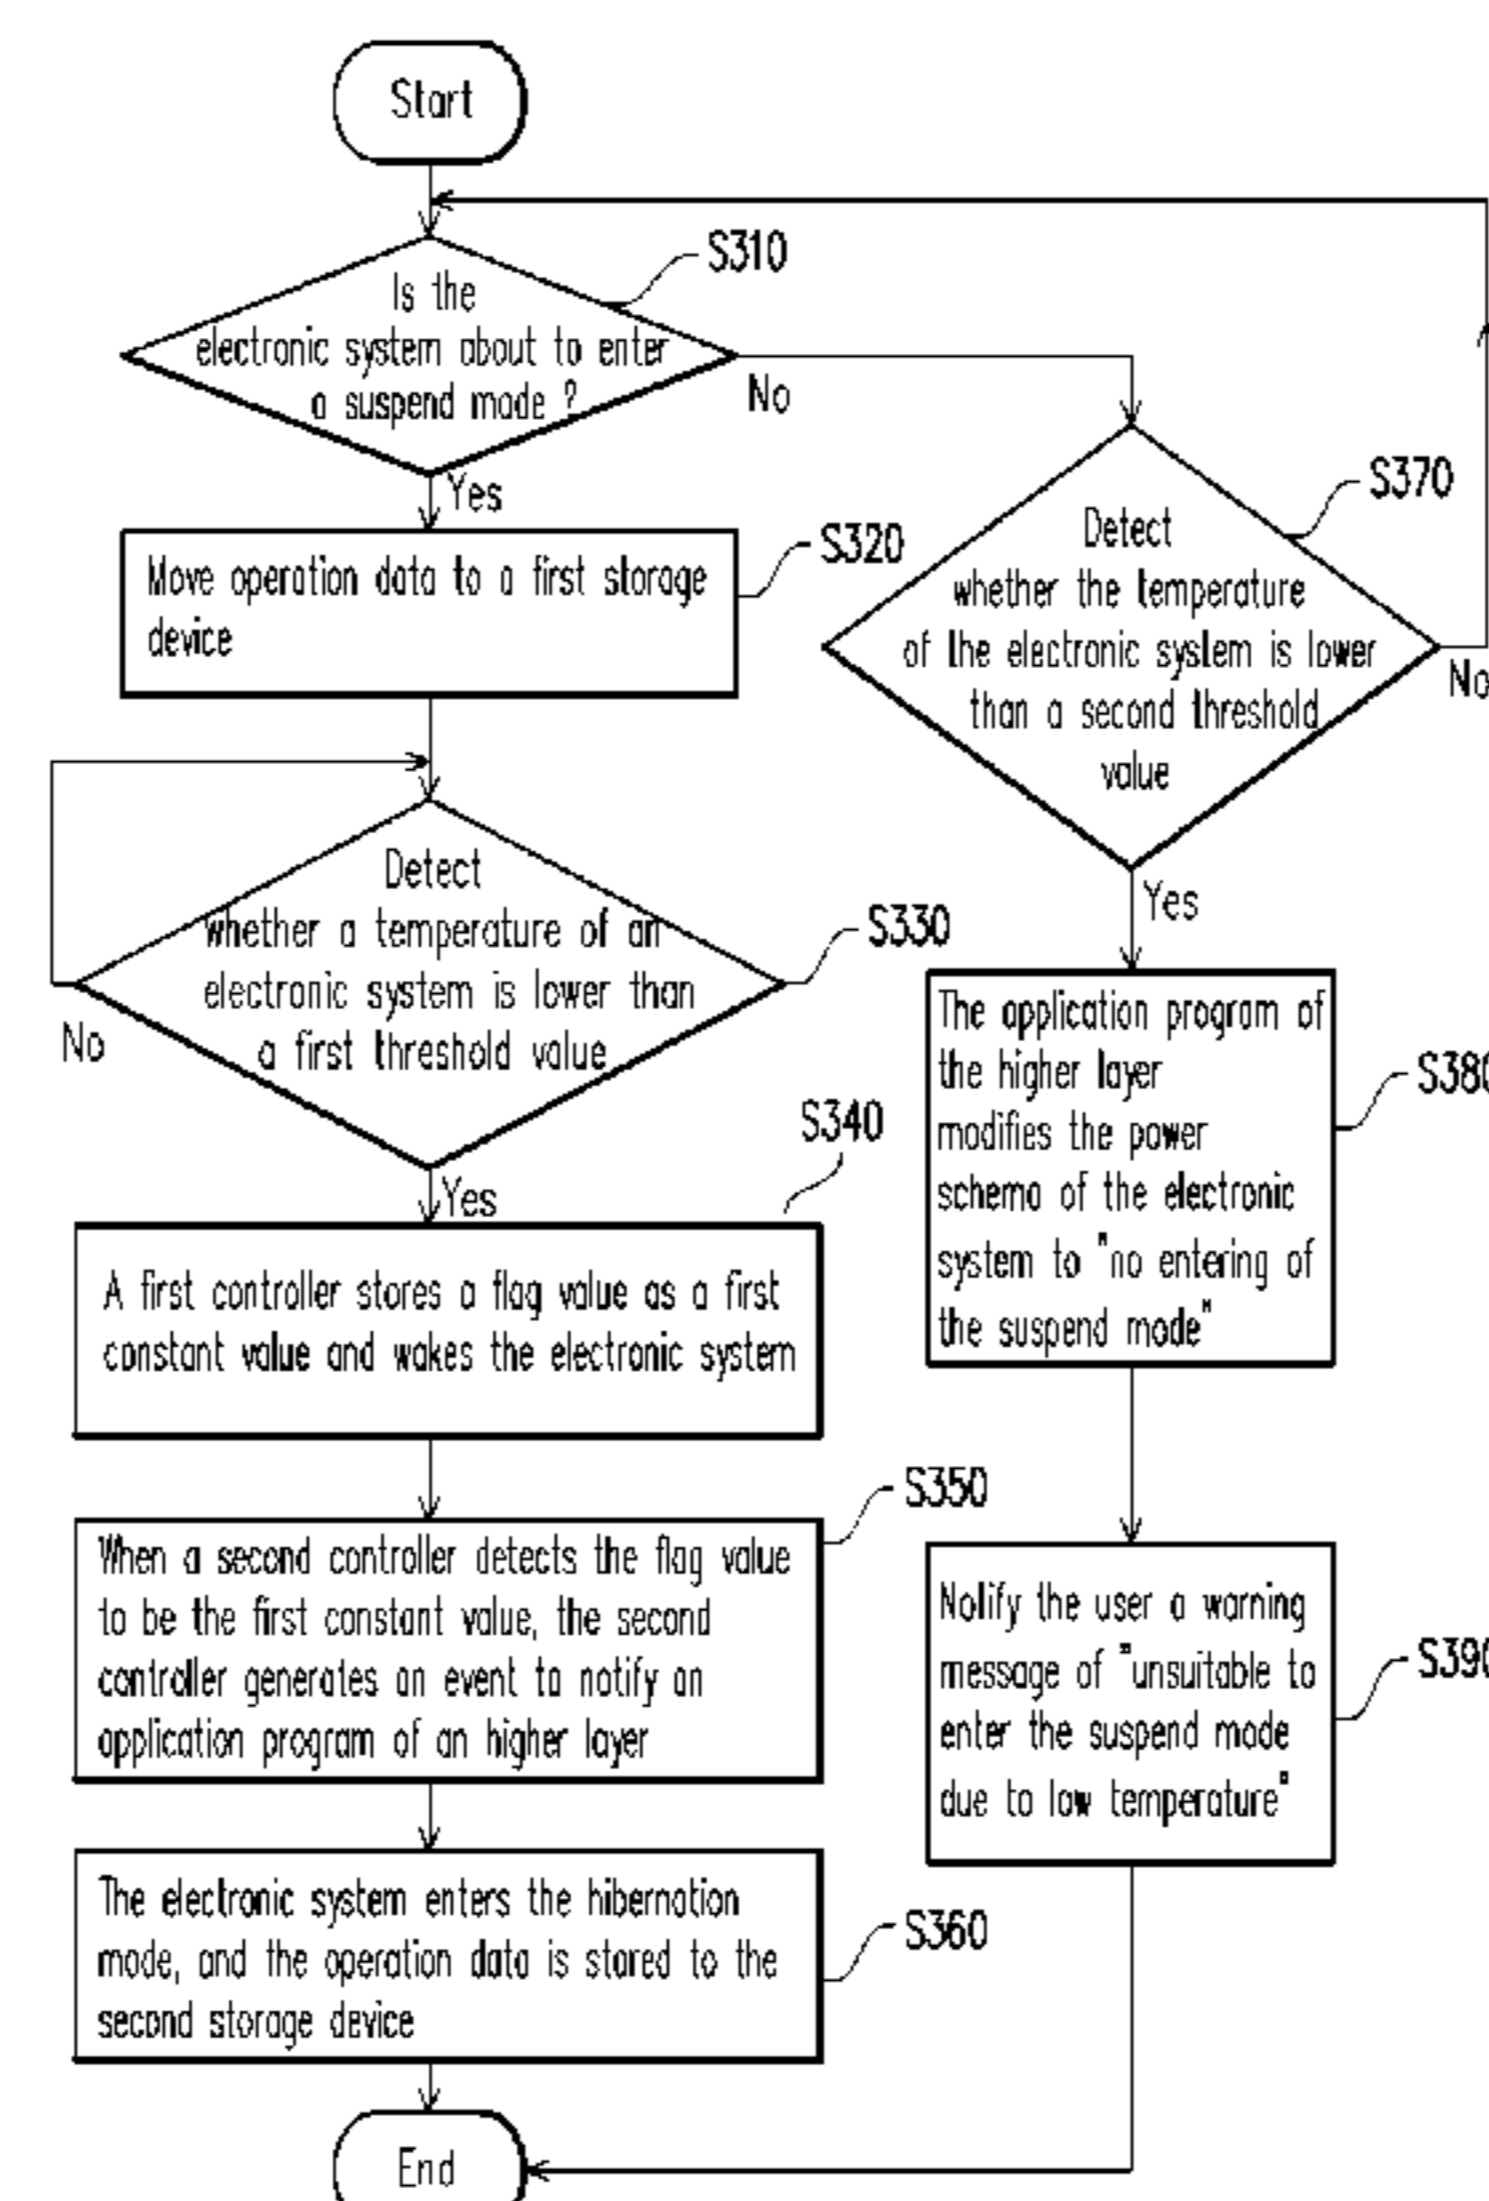 Start
S310
Is the
electronic system about to enter
a suspend mode ?
No
Yes
S320
Move operation data to a first storage
device
S370
Detect
whether the temperature
of the electronic system is lower
than a second threshold
value
No
Yes
Detect
whether a temperature of an
electronic system is lower than
a first threshold value
S330
No
Yes
S340
A first controller stores a flag value as a first
constant value and wakes the electronic system
The application program of
the higher layer
modifies the power
schema of the electronic
system to "no entering of
the suspend mode"
S380
S350
When a second controller detects the flag value
to be the first constant value, the second
controller generates an event to notify an
application program of an higher layer
Notify the user a warning
message of "unsuitable to
enter the suspend mode
due to low temperature"
S390
The electronic system enters the hibernation
mode, and the operation data is stored to the
second storage device
S360
End